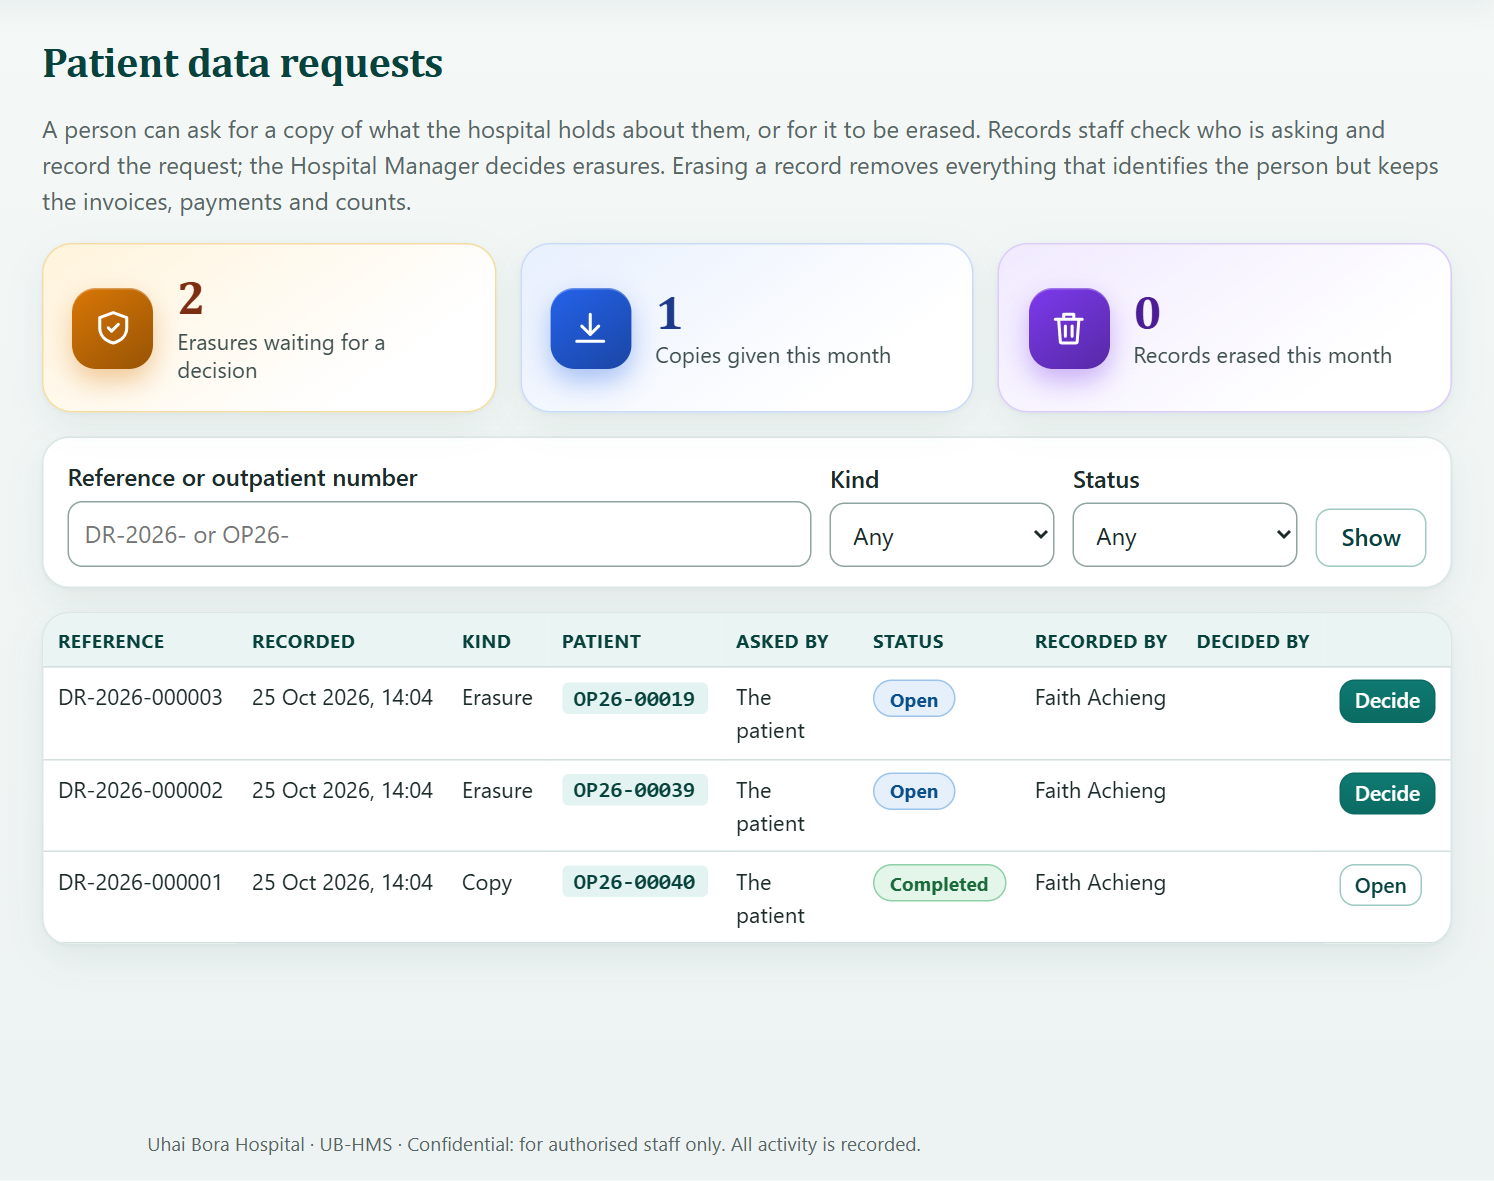 Patient data requests
A person can ask for a copy of what the hospital holds about them, or for it to be erased. Records staff check who is asking and
record the request; the Hospital Manager decides erasures. Erasing a record removes everything that identifies the person but keeps
the invoices, payments and counts.
2
Erasures waiting for a
decision
1
Copies given this month
0
Records erased this month
Reference or outpatient number
DR-2026- or OP26-
Kind
Any
Status
Any
Show
REFERENCE RECORDED KIND PATIENT ASKED BY STATUS RECORDED BY DECIDED BY
DR-2026-000003 25 Oct 2026, 14:04 Erasure OP26-00019 The Open Faith Achieng Decide
patient
DR-2026-000002 25 Oct 2026, 14:04 Erasure OP26-00039 The Open Faith Achieng Decide
patient
DR-2026-000001 25 Oct 2026, 14:04 Copy OP26-00040 The Completed Faith Achieng Open
patient
Uhai Bora Hospital · UB-HMS · Confidential: for authorised staff only. All activity is recorded.